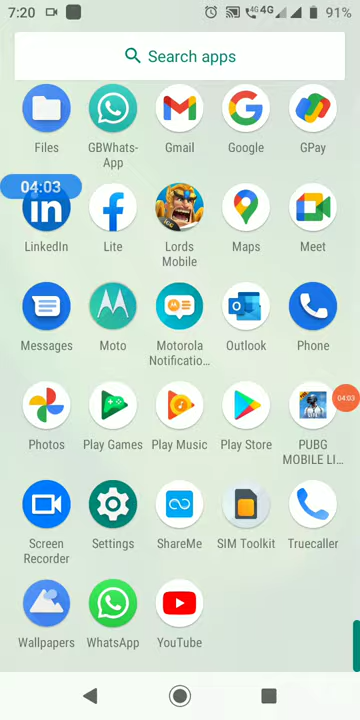 7:20 4G 4G 91%
Search apps
Files GBWhats-App Gmail Google GPay
04:03
LinkedIn Lite Lords Mobile Maps Meet
Messages Moto Motorola Notificatio... Outlook Phone
04:03
Photos Play Games Play Music Play Store PUBG MOBILE LI...
Screen Recorder Settings ShareMe SIM Toolkit Truecaller
Wallpapers WhatsApp YouTube